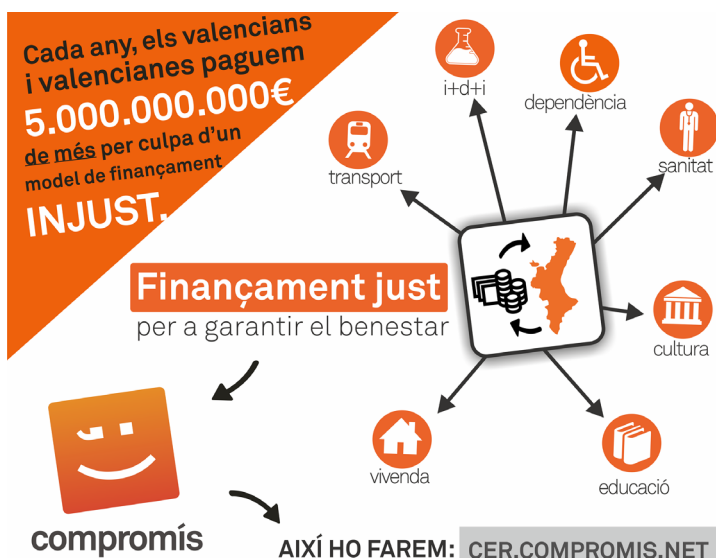 Cada any, els valencians
i valencianes paguem
5.000.000.000€
de més per culpa d'un
model de finançament
INJUST.
i+d+i
dependència
transport
sanitat
Finançament just
per a garantir el benestar
cultura
vivenda
educació
compromís
AIXÍ HO FAREM: CER.COMPROMIS.NET